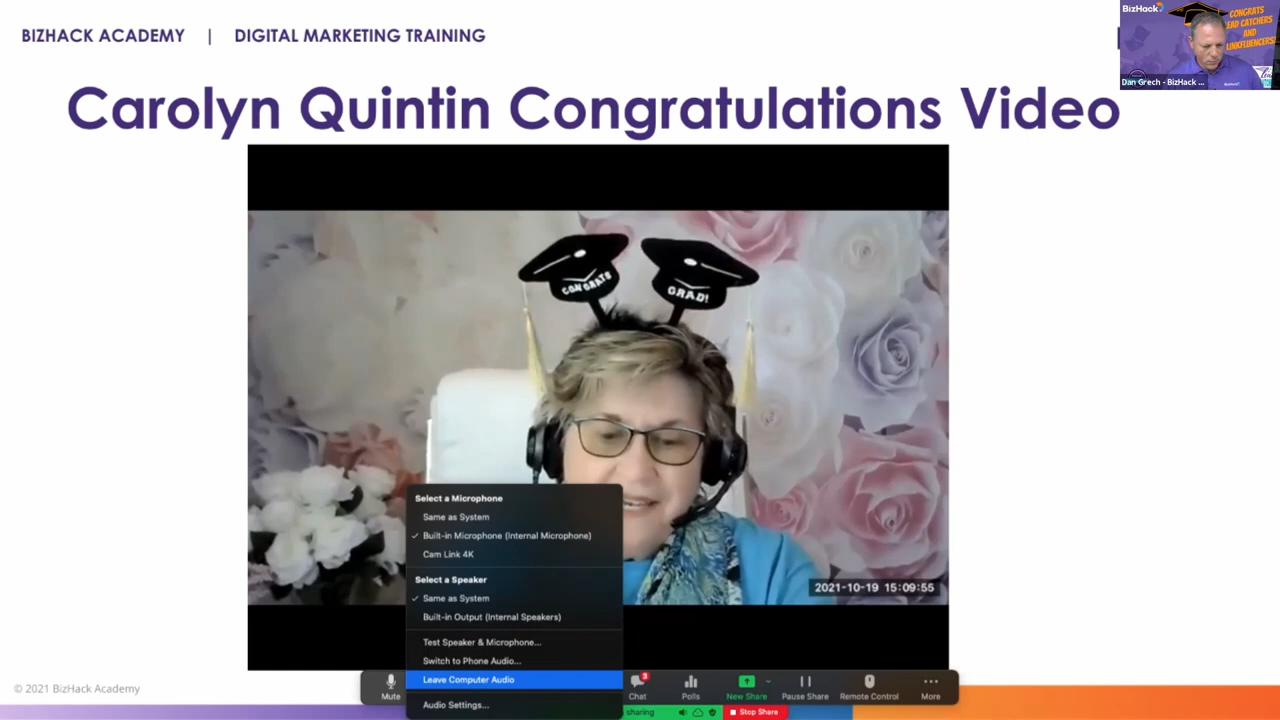 BIZHACK ACADEMY | DIGITAL MARKETING TRAINING
BizHack
CONGRATS
LEAD CATCHERS
AND
LINKFLUENCERS!
Dan Grech - BizHack ...
Carolyn Quintin Congratulations Video
CONGRATS
GRAD!
Select a Microphone
Same as System
Built-in Microphone (Internal Microphone)
Cam Link 4K
Select a Speaker
Same as System
Built-in Output (Internal Speakers)
Test Speaker & Microphone...
Switch to Phone Audio...
Leave Computer Audio
Audio Settings...
2021-10-19 15:09:55
Mute
3
Chat
Polls
New Share
Pause Share
Remote Control
More
sharing
Stop Share
© 2021 BizHack Academy